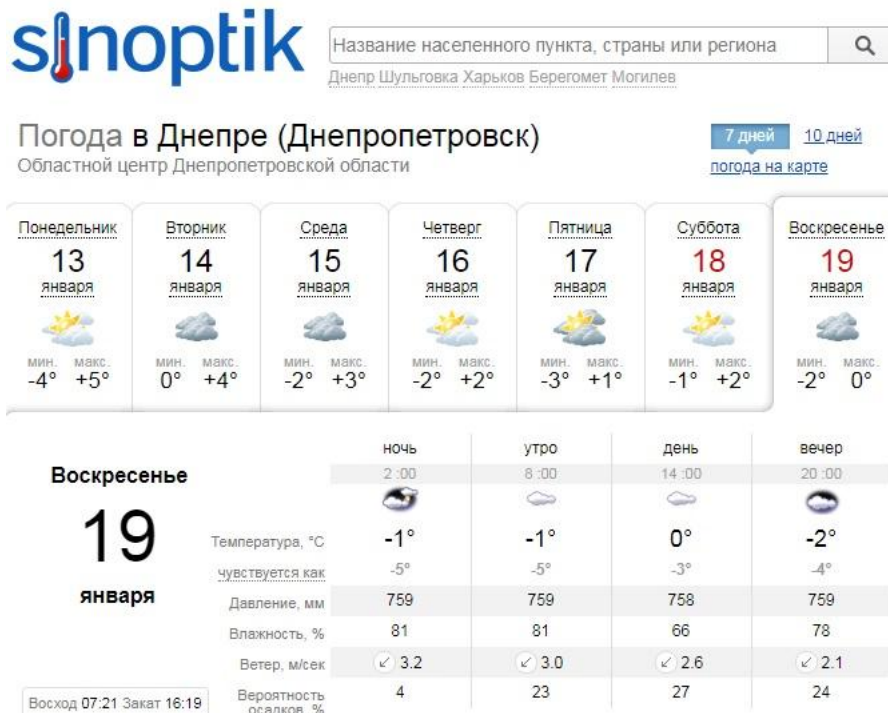 sinoptik
Название населенного пункта, страны или региона
Днепр Шульговка Харьков Берегомет Могилев
Погода в Днепре (Днепропетровск)
Областной центр Днепропетровской области
7 дней 10 дней
погода на карте
Понедельник Вторник Среда Четверг Пятница Суббота Воскресенье
13 14 15 16 17 18 19
января января января января января января января
мин. макс. мин. макс. мин. макс. мин. макс. мин. макс. мин. макс. мин. макс.
-4° +5° 0° +4° -2° +3° -2° +2° -3° +1° -1° +2° -2° 0°
ночь утро день вечер
Воскресенье 2 :00 8 :00 14 :00 20 :00
19
января
Температура, °C -1° -1° 0° -2°
чувствуется как -5° -5° -3° -4°
Давление, мм 759 759 758 759
Влажность, % 81 81 66 78
Ветер, м/сек 3.2 3.0 2.6 2.1
Вероятность осадков, % 4 23 27 24
Восход 07:21 Закат 16:19